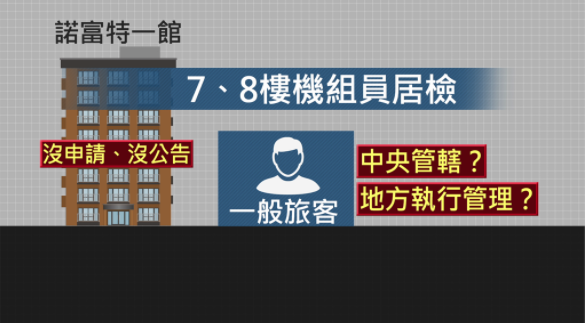 諾富特一館
7、8樓機組員居檢
沒申請、沒公告
中央管轄？
地方執行管理？
一般旅客